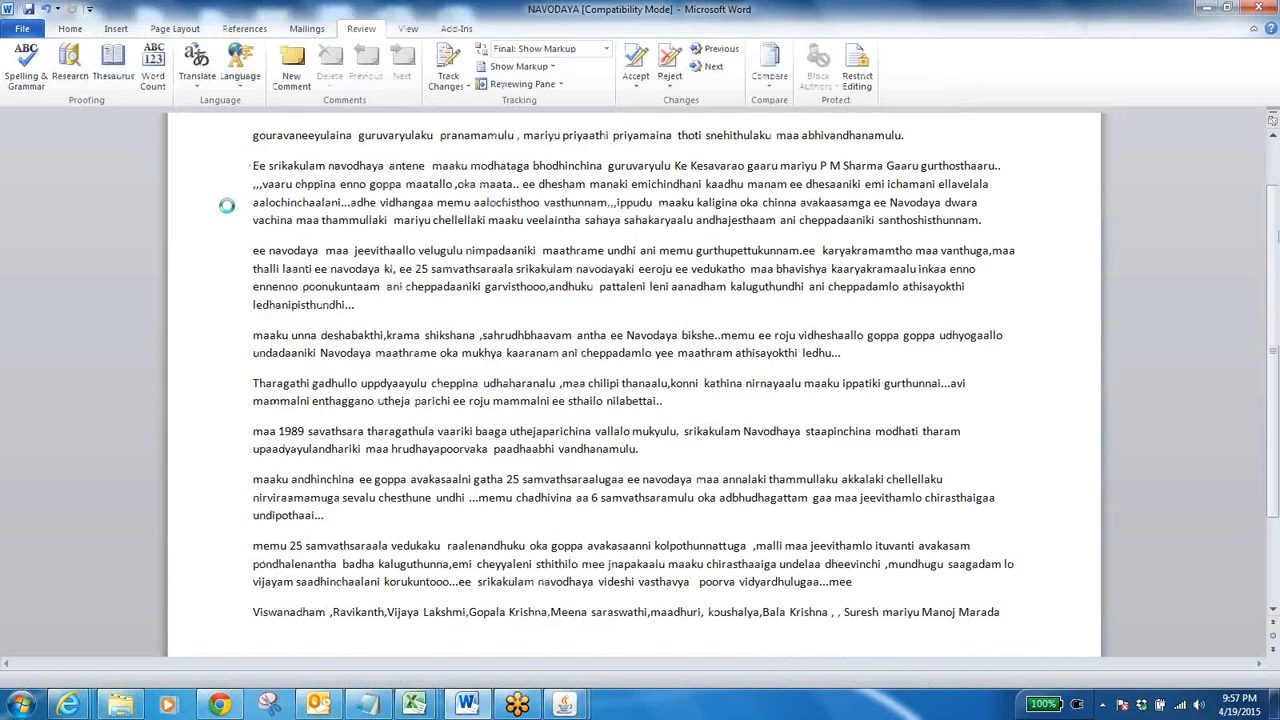 NAVODAYA [Compatibility Mode] - Microsoft Word
File Home Insert Page Layout References Mailings Review View Add-Ins
Final: Show Markup Previous
Show Markup Next
Reviewing Pane
Spelling & Grammar Research Thesaurus Word Count Translate Language New Comment Delete Previous Next Track Changes Accept Reject Compare Block Authors Restrict Editing
Proofing Language Comments Tracking Changes Compare Protect
gouravaneeyulaina guruvaryulaku pranamamulu , mariyu priyaathi priyamaina thoti snehithulaku maa abhivandhanamulu.
Ee srikakulam navodhaya antene maaku modhataga bhodhinchina guruvaryulu Ke Kesavarao gaaru mariyu P M Sharma Gaaru gurthosthaaru..
,,,vaaru chppina enno goppa maatallo ,oka maata.. ee dhesham manaki emichindhani kaadhu manam ee dhesaaniki emi ichamani ellavelala
aalochinchaalani...adhe vidhangaa memu aalochisthoo vasthunnam,,,ippudu maaku kaligina oka chinna avakaasamga ee Navodaya dwara
vachina maa thammullaki mariyu chellellaki maaku veelaintha sahaya sahakaryaalu andhajestham ani cheppadaaniki santhoshisthunnam.
ee navodaya maa jeevithaallo velugulu nimpadaaniki maathrame undhi ani memu gurthupettukunnam.ee karyakramamtho maa vanthuga,maa
thalli laanti ee navodaya ki, ee 25 samvathsaraala srikakulam navodayaki eeroju ee vedukatho maa bhavishya kaaryakramaalu inkaa enno
ennenno poonukuntaam ani cheppadaaniki garvisthooo,andhuku pattaleni leni aanadham kaluguthundhi ani cheppadamlo athisayokthi
ledhanipisthundhi...
maaku unna deshabakthi,krama shikshana ,sahrudhbhaavam antha ee Navodaya bikshe..memu ee roju vidheshaallo goppa goppa udhyogaallo
undadaaniki Navodaya maathrame oka mukhya kaaranam ani cheppadamlo yee maathram athisayokthi ledhu...
Tharagathi gadhullo uppdyaayulu cheppina udhaharanalu ,maa chilipi thanaalu,konni kathina nirnayaalu maaku ippatiki gurthunnai...avi
mammalni enthaggano utheja parichi ee roju mammalni ee sthailo nilabettai..
maa 1989 savathsara tharagathula vaariki baaga uthejaparichina vallalo mukyulu, srikakulam Navodhaya staapinchina modhati tharam
upaadyayulandhariki maa hrudhayapoorvaka paadhaabhi vandhanamulu.
maaku andhinchina ee goppa avakasaalni gatha 25 samvathsaraalugaa ee navodaya maa annalaki thammullaku akkalaki chellellaku
nirviraamamuga sevalu chesthune undhi ...memu chadhivina aa 6 samvathsaramulu oka adbhudhagattam gaa maa jeevithamlo chirasthaigaa
undipothaai...
memu 25 samvathsaraala vedukaku raalenandhuku oka goppa avakasaanni kolpothunnattuga ,malli maa jeevithamlo ituvanti avakasam
pondhalenantha badha kaluguthunna,emi cheyyaleni sthithilo mee jnapakaalu maaku chirasthaaiga undelaa dheevinchi ,mundhugu saagadam lo
vijayam saadhinchaalani korukuntooo...ee srikakulam navodhaya videshi vasthavya poorva vidyardhulugaa...mee
Viswanadham ,Ravikanth,Vijaya Lakshmi,Gopala Krishna,Meena saraswathi,maadhuri, koushalya,Bala Krishna , , Suresh mariyu Manoj Marada
100% 9:57 PM
4/19/2015